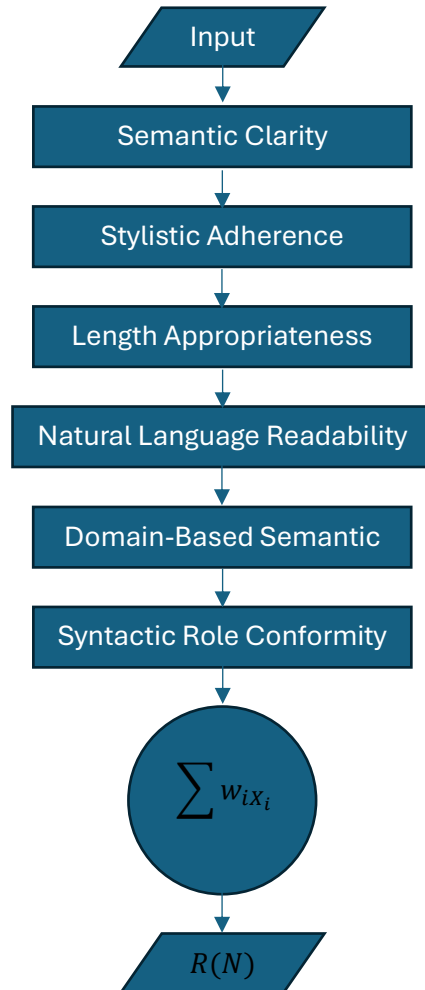 Input
Semantic Clarity
Stylistic Adherence
Length Appropriateness
Natural Language Readability
Domain-Based Semantic
Syntactic Role Conformity
∑ w_{iX_i}
R(N)